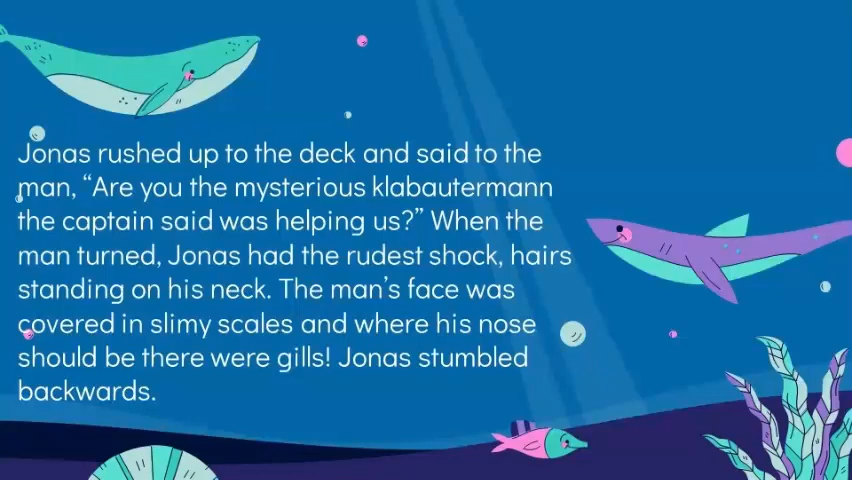 Jonas rushed up to the deck and said to the
man, “Are you the mysterious klabautermann
the captain said was helping us?” When the
man turned, Jonas had the rudest shock, hairs
standing on his neck. The man’s face was
covered in slimy scales and where his nose
should be there were gills! Jonas stumbled
backwards.